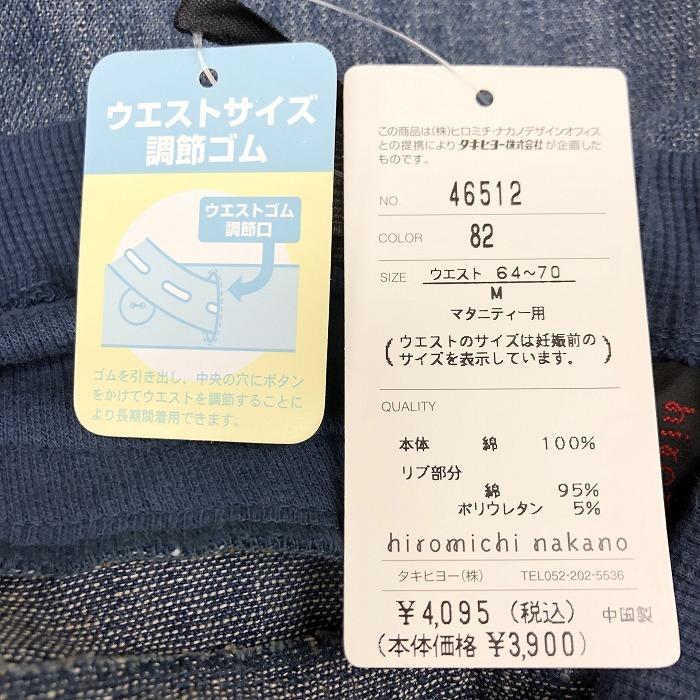 ウエストサイズ
調節ゴム
ウエストゴム
調節口
ゴムを引き出し、中央の穴にボタン
をかけてウエストを調節することに
より長期間着用できます。
この商品は(株)ヒロミチ・ナカノデザインオフィス
との提携により タキヒヨー株式会社が企画した
ものです。
NO. 46512
COLOR 82
SIZE ウエスト 64〜70
M
マタニティー用
(ウエストのサイズは妊娠前の
サイズを表示しています。)
QUALITY
本体 綿 100%
リブ部分
綿 95%
ポリウレタン 5%
hiromichi nakano
タキヒヨー(株) TEL052-202-5536
¥4,095 (税込) 中国製
(本体価格 ¥3,900)